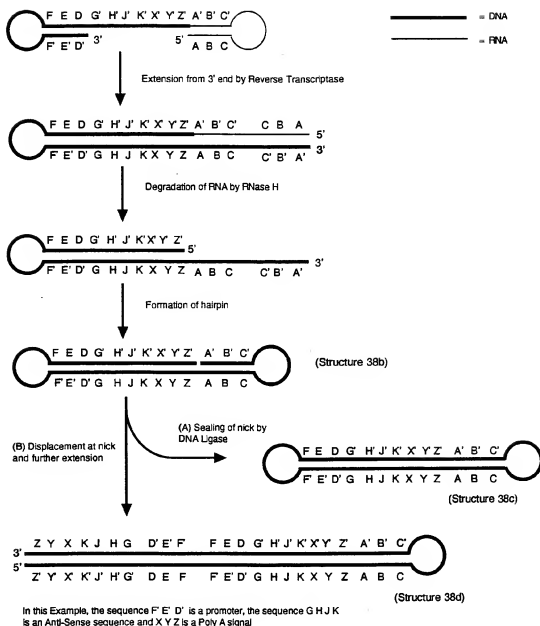 F E D G' H' J' K' X' Y' Z' A' B' C'
F' E' D' 3' 5' A B C
= DNA
= RNA
Extension from 3' end by Reverse Transcriptase
F E D G' H' J' K' X' Y' Z' A' B' C' C B A
5'
3'
F' E' D' G H J K X Y Z A B C C' B' A'
Degradation of RNA by RNase H
F E D G' H' J' K' X' Y' Z'
5'
3'
F' E' D' G H J K X Y Z A B C C' B' A'
Formation of hairpin
F E D G' H' J' K' X' Y' Z' A' B' C'
(Structure 38b)
F' E' D' G H J K X Y Z A B C
(A) Sealing of nick by
DNA Ligase
(B) Displacement at nick
and further extension
F E D G' H' J' K' X' Y' Z' A' B' C'
F' E' D' G H J K X Y Z A B C
(Structure 38c)
Z Y X K J H G D' E' F' F E D G' H' J' K' X' Y' Z' A' B' C'
3'
5'
Z' Y' X' K' J' H' G' D E F F' E' D' G H J K X Y Z A B C
(Structure 38d)
In this Example, the sequence F' E' D' is a promoter, the sequence G H J K
is an Anti-Sense sequence and X Y Z is a Poly A signal